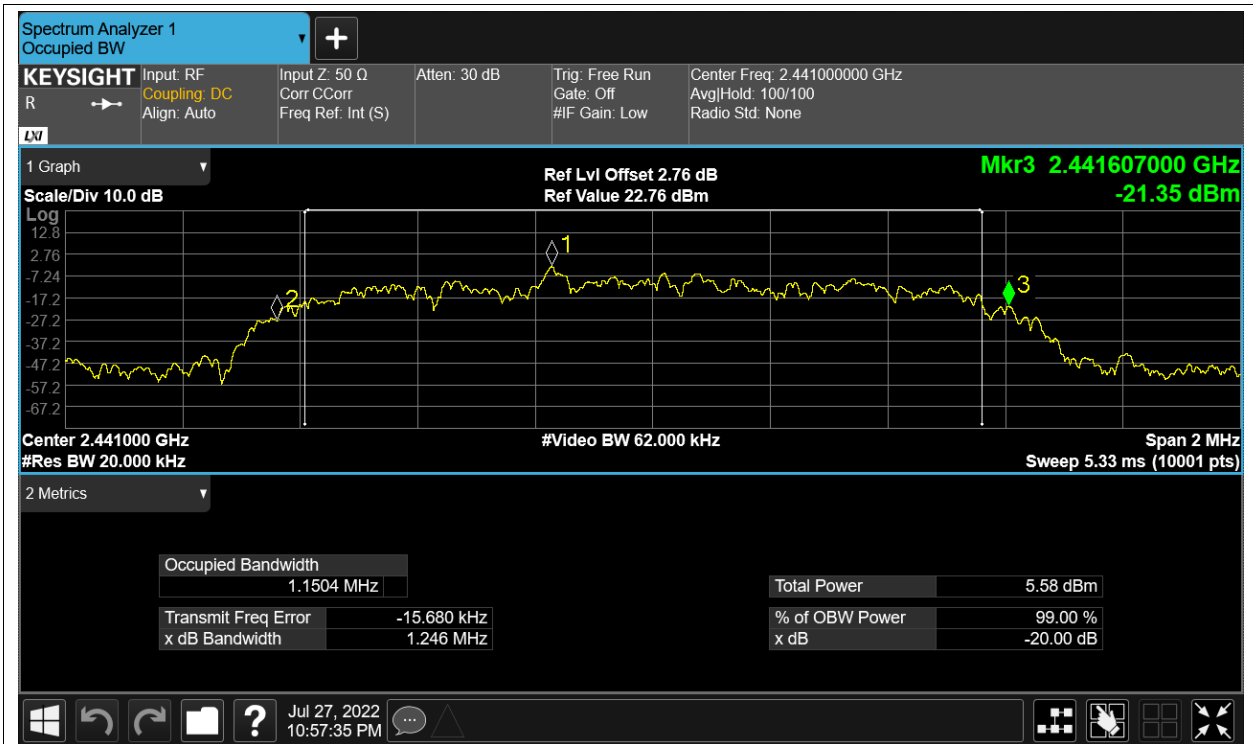 Spectrum Analyzer 1
Occupied BW
KEYSIGHT
R
LXI
Input: RF
Coupling: DC
Align: Auto
Input Z: 50 Ω
Corr CCorr
Freq Ref: Int (S)
Atten: 30 dB
Trig: Free Run
Gate: Off
#IF Gain: Low
Center Freq: 2.441000000 GHz
Avg|Hold: 100/100
Radio Std: None
1 Graph
Scale/Div 10.0 dB
Ref Lvl Offset 2.76 dB
Ref Value 22.76 dBm
Mkr3 2.441607000 GHz
-21.35 dBm
Log
12.8
2.76
-7.24
-17.2
-27.2
-37.2
-47.2
-57.2
-67.2
1
2
3
Center 2.441000 GHz
#Video BW 62.000 kHz
Span 2 MHz
#Res BW 20.000 kHz
Sweep 5.33 ms (10001 pts)
2 Metrics
Occupied Bandwidth
1.1504 MHz
Total Power 5.58 dBm
Transmit Freq Error -15.680 kHz
% of OBW Power 99.00 %
x dB Bandwidth 1.246 MHz
x dB -20.00 dB
?
Jul 27, 2022
10:57:35 PM